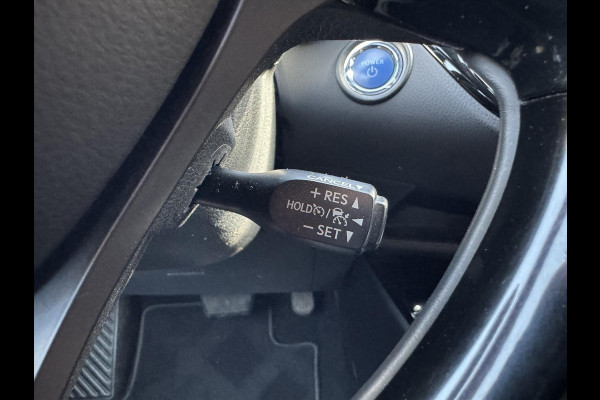 POWER
CANCEL
+ RES
HOLD /
− SET